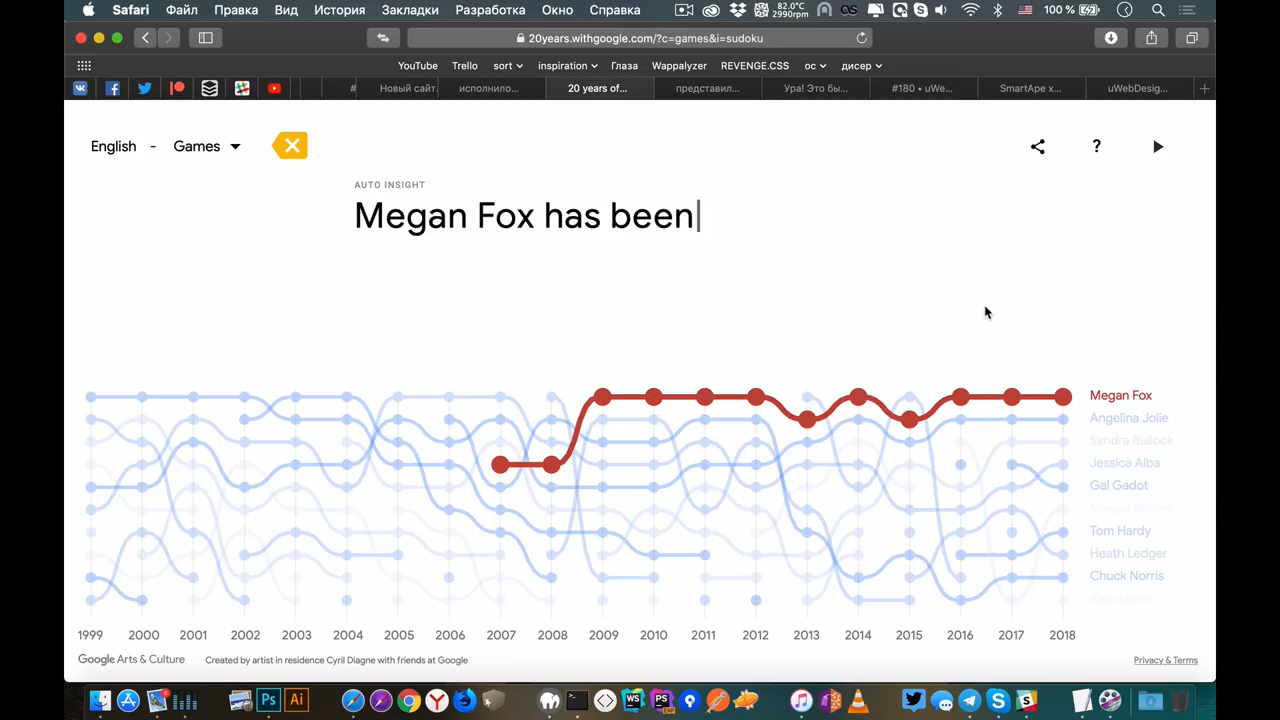 Safari Файл Правка Вид История Закладки Разработка Окно Справка 82.0°C 2990rpm 100 %
20years.withgoogle.com/?c=games&i=sudoku
YouTube Trello sort inspiration Глаза Wappalyzer REVENGE.CSS ос дисер
# Новый сайт. исполнило... 20 years of... представил... Ура! Это бы... #180 • uWe... SmartApe x... uWebDesig...
English - Games ?
AUTO INSIGHT
Megan Fox has been
Megan Fox
Angelina Jolie
Sandra Bullock
Jessica Alba
Gal Gadot
Margot Robbie
Tom Hardy
Heath Ledger
Chuck Norris
1999 2000 2001 2002 2003 2004 2005 2006 2007 2008 2009 2010 2011 2012 2013 2014 2015 2016 2017 2018
Google Arts & Culture Created by artist in residence Cyril Diagne with friends at Google Privacy & Terms